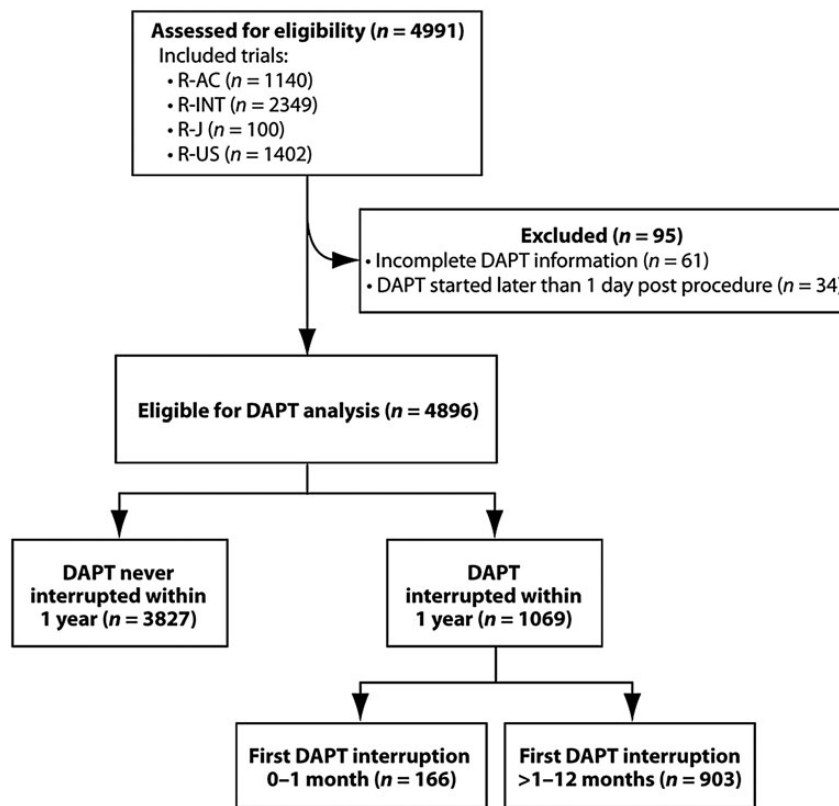 Assessed for eligibility (n = 4991)
Included trials:
• R-AC (n = 1140)
• R-INT (n = 2349)
• R-J (n = 100)
• R-US (n = 1402)
Excluded (n = 95)
• Incomplete DAPT information (n = 61)
• DAPT started later than 1 day post procedure (n = 34)
Eligible for DAPT analysis (n = 4896)
DAPT never
interrupted within
1 year (n = 3827)
DAPT
interrupted within
1 year (n = 1069)
First DAPT interruption
0–1 month (n = 166)
First DAPT interruption
>1–12 months (n = 903)